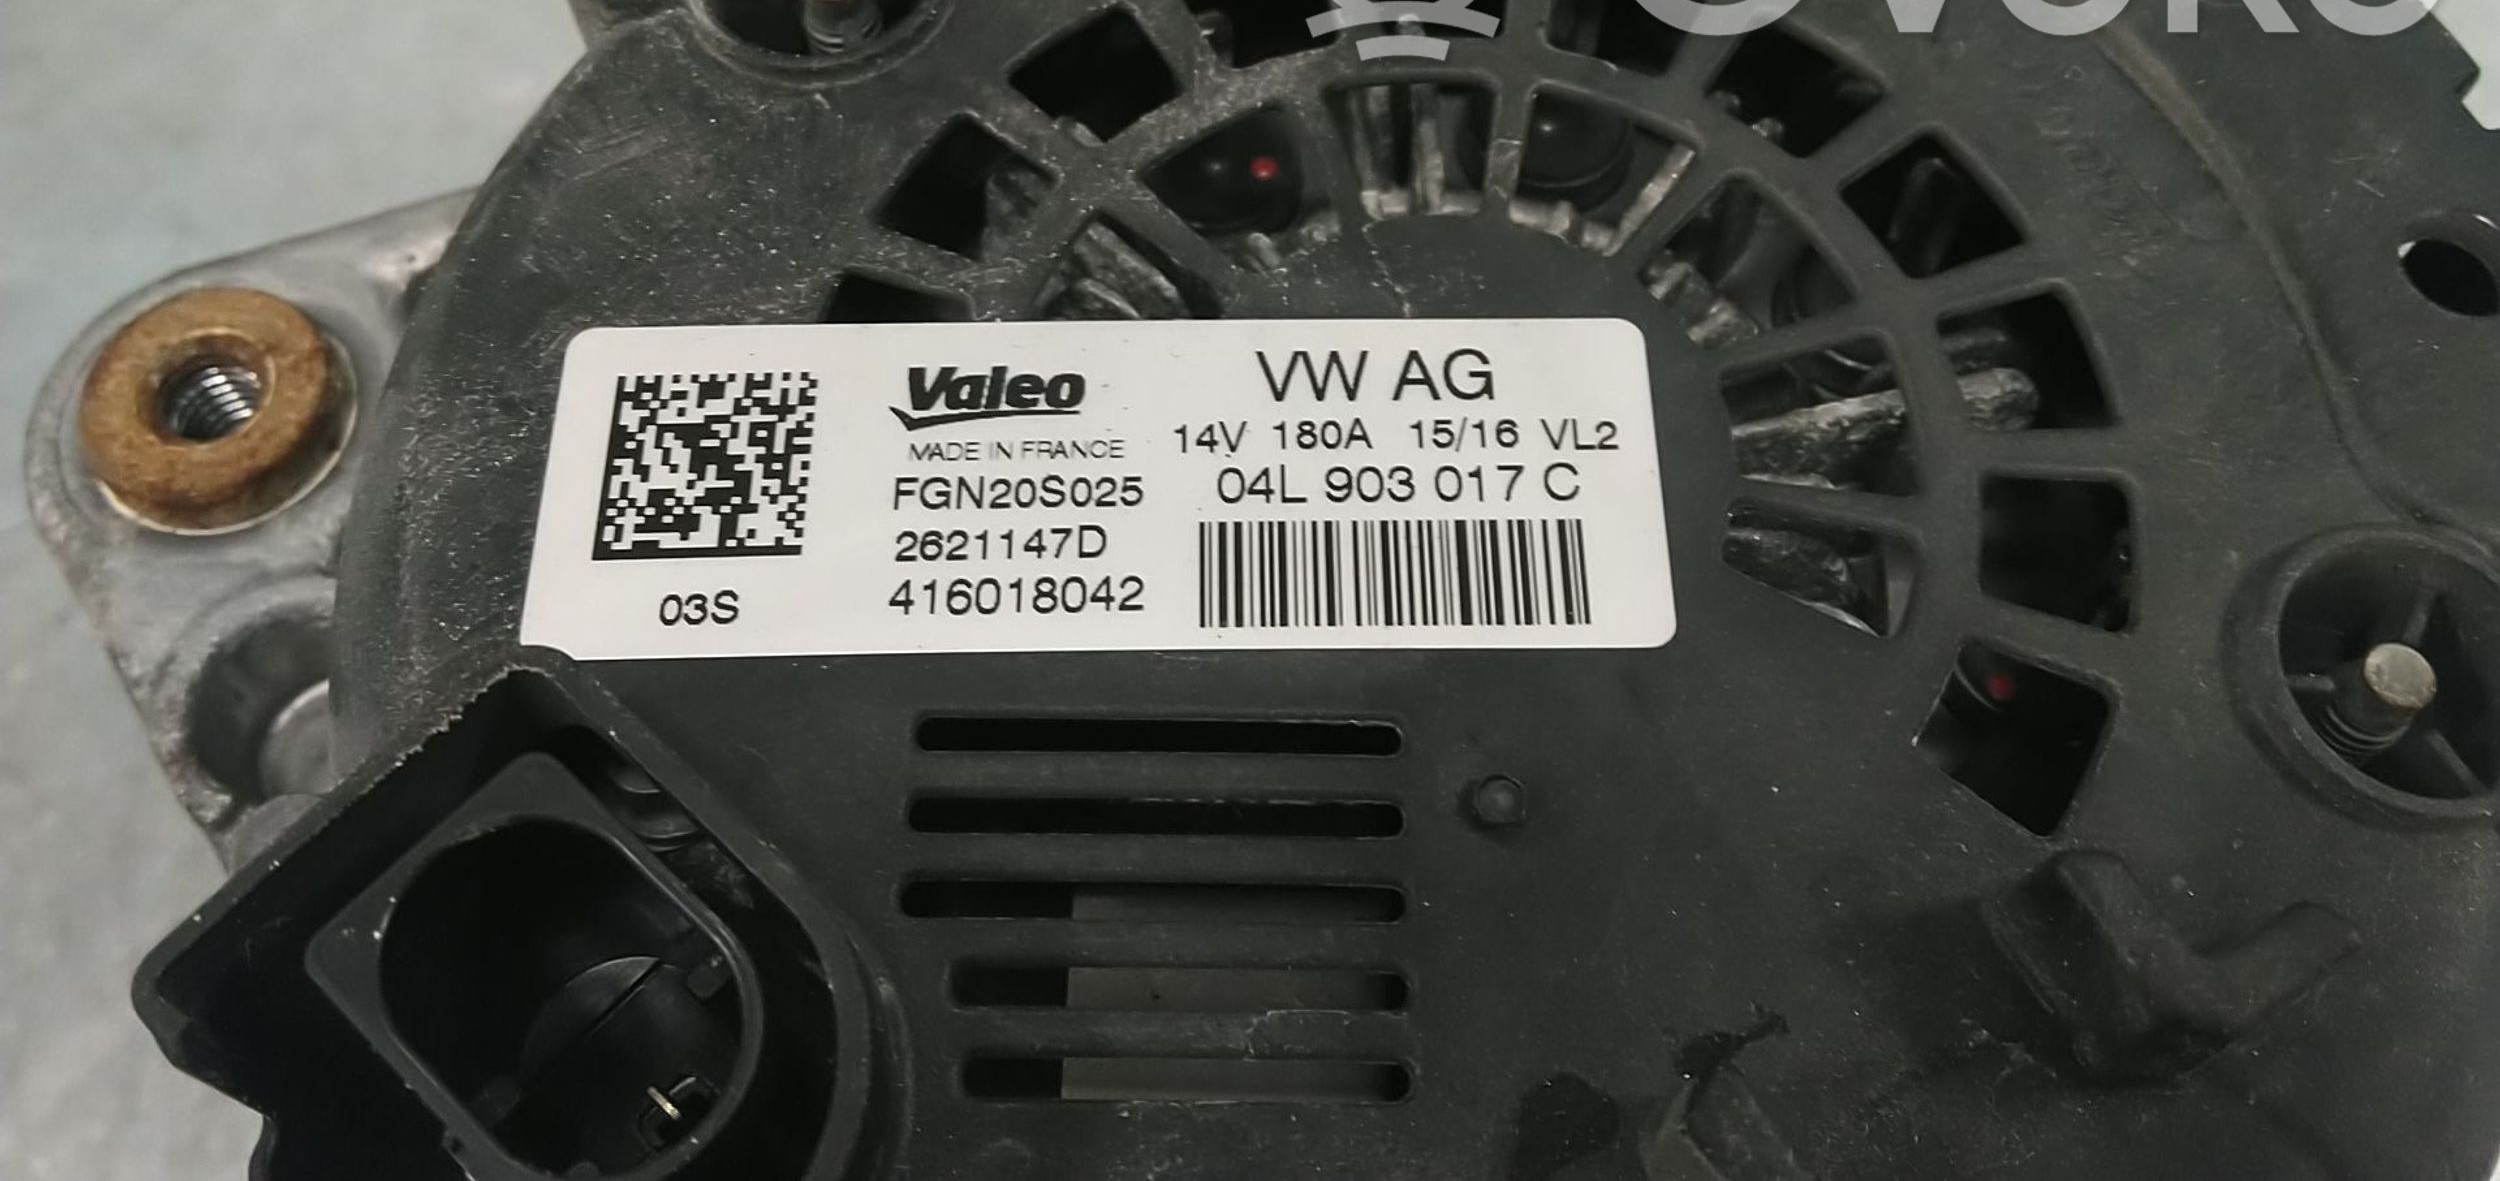 Valeo
MADE IN FRANCE
FGN20S025
2621147D
416018042
03S
VW AG
14V 180A 15/16 VL2
04L 903 017 C